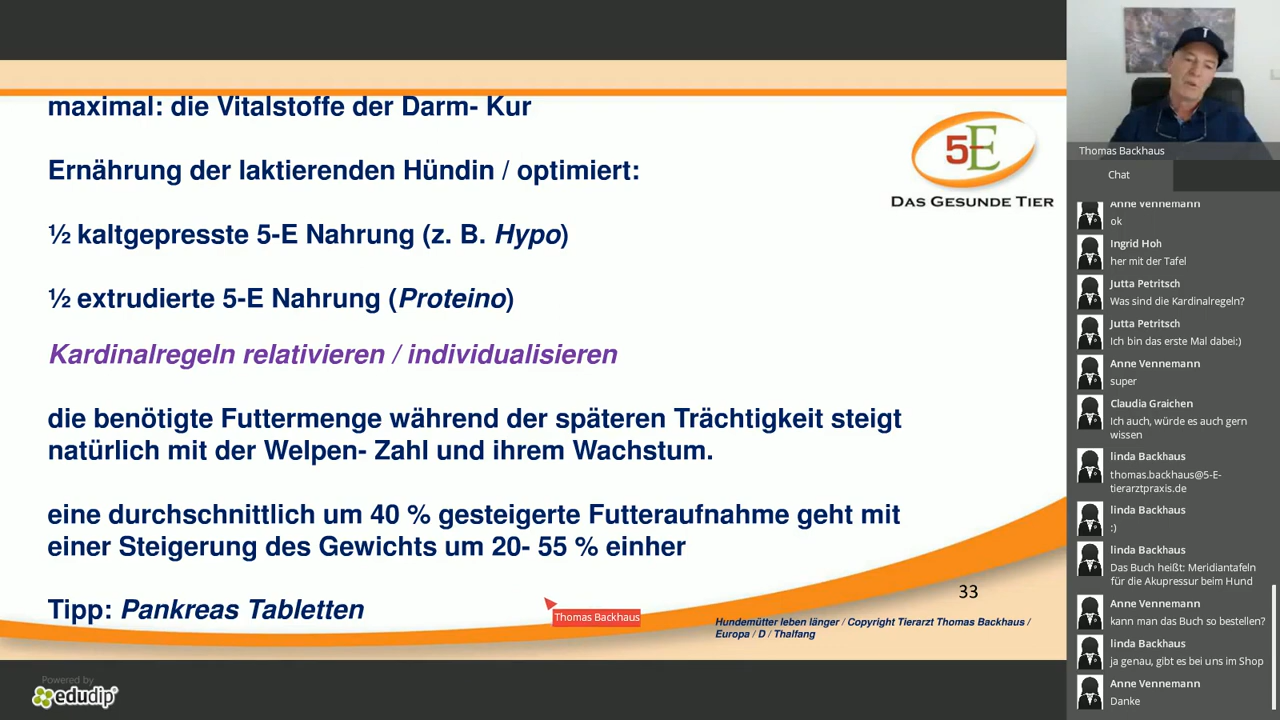 maximal: die Vitalstoffe der Darm- Kur
Ernährung der laktierenden Hündin / optimiert:
½ kaltgepresste 5-E Nahrung (z. B. Hypo)
½ extrudierte 5-E Nahrung (Proteino)
Kardinalregeln relativieren / individualisieren
die benötigte Futtermenge während der späteren Trächtigkeit steigt
natürlich mit der Welpen- Zahl und ihrem Wachstum.
eine durchschnittlich um 40 % gesteigerte Futteraufnahme geht mit
einer Steigerung des Gewichts um 20- 55 % einher
Tipp: Pankreas Tabletten
5E
DAS GESUNDE TIER
33
Thomas Backhaus
Hundemütter leben länger / Copyright Tierarzt Thomas Backhaus /
Europa / D / Thalfang
Powered by
edudip
T
Thomas Backhaus
Chat
Anne Vennemann
ok
Ingrid Hoh
her mit der Tafel
Jutta Petritsch
Was sind die Kardinalregeln?
Jutta Petritsch
Ich bin das erste Mal dabei:)
Anne Vennemann
super
Claudia Graichen
Ich auch, würde es auch gern
wissen
linda Backhaus
thomas.backhaus@5-E-
tierarztpraxis.de
linda Backhaus
:)
linda Backhaus
Das Buch heißt: Meridiantafeln
für die Akupressur beim Hund
Anne Vennemann
kann man das Buch so bestellen?
linda Backhaus
ja genau, gibt es bei uns im Shop
Anne Vennemann
Danke